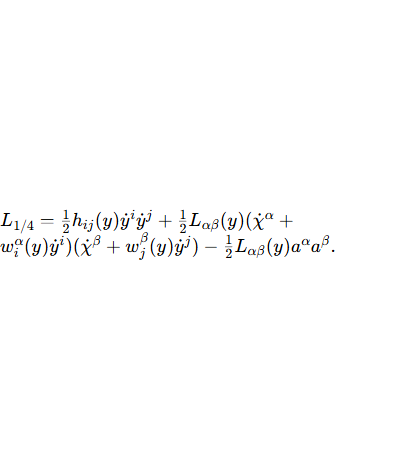 L_{1/4} = \frac{1}{2} h_{ij}(y) \dot{y}^i \dot{y}^j + \frac{1}{2} L_{\alpha\beta}(y)(\dot{\chi}^\alpha +
w_i^\alpha(y) \dot{y}^i)(\dot{\chi}^\beta + w_j^\beta(y) \dot{y}^j) - \frac{1}{2} L_{\alpha\beta}(y) a^\alpha a^\beta.